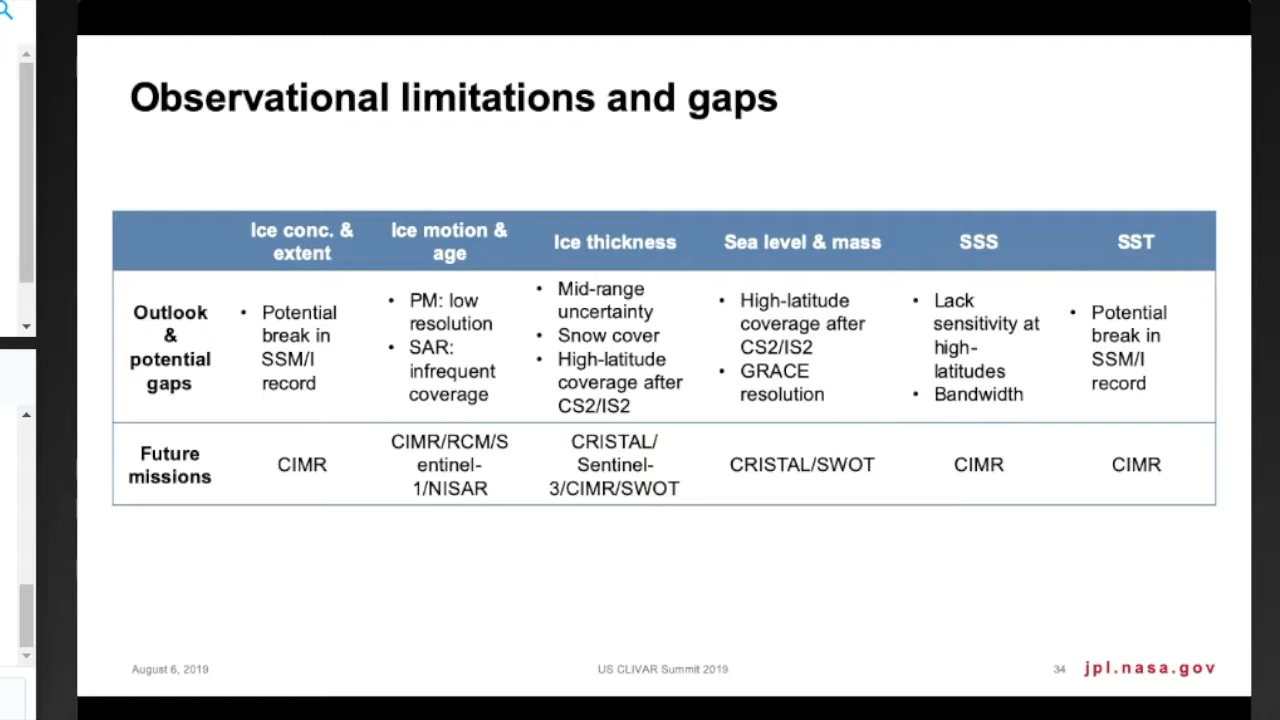 Observational limitations and gaps
Ice conc. &
extent
Ice motion &
age
Ice thickness
Sea level & mass
SSS
SST
Outlook
&
potential
gaps
• Potential
break in
SSM/I
record
• PM: low
resolution
• SAR:
infrequent
coverage
• Mid-range
uncertainty
• Snow cover
• High-latitude
coverage after
CS2/IS2
• High-latitude
coverage after
CS2/IS2
• GRACE
resolution
• Lack
sensitivity at
high-
latitudes
• Bandwidth
• Potential
break in
SSM/I
record
Future
missions
CIMR
CIMR/RCM/S
entinel-
1/NISAR
CRISTAL/
Sentinel-
3/CIMR/SWOT
CRISTAL/SWOT
CIMR
CIMR
August 6, 2019
US CLIVAR Summit 2019
34
jpl.nasa.gov